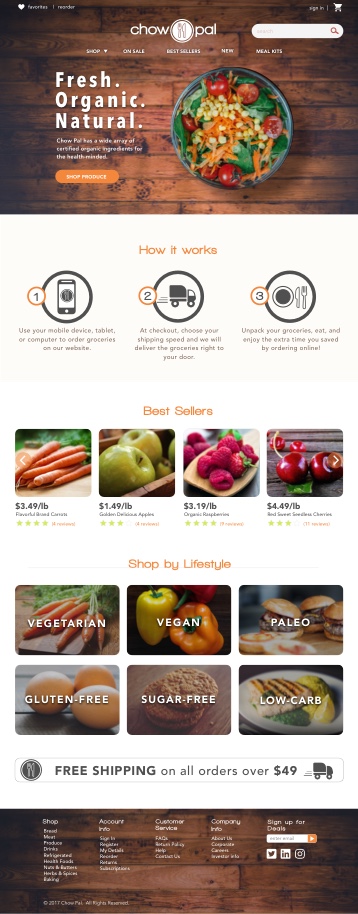 favorites | reorder
sign in |
chow pal
search
SHOP ▼ ON SALE BEST SELLERS NEW MEAL KITS
Fresh.
Organic.
Natural.
Chow Pal has a wide array of
certified organic ingredients for
the health-minded.
SHOP PRODUCE
How it works
1
Use your mobile device, tablet,
or computer to order groceries
on our website.
2
At checkout, choose your
shipping speed and we will
deliver the groceries right to
your door.
3
Unpack your groceries, eat, and
enjoy the extra time you saved
by ordering online!
Best Sellers
$3.49/lb
Flavorful Broad Carrots
(6 reviews)
$1.49/lb
Golden Delicious Apples
(4 reviews)
$3.19/lb
Organic Raspberries
(9 reviews)
$4.49/lb
Red Sweet Seedless Cherries
(11 reviews)
Shop by Lifestyle
VEGETARIAN
VEGAN
PALEO
GLUTEN-FREE
SUGAR-FREE
LOW-CARB
FREE SHIPPING on all orders over $49
Shop
Bread
Meat
Produce
Drinks
Refrigerated
Health Foods
Nuts & Butters
Herbs & Spices
Baking
Account
Info
Sign In
Register
My Details
Reorder
Returns
Subscriptions
Customer
Service
FAQs
Return Policy
Help
Contact Us
Company
Info
About Us
Corporate
Careers
Investor Info
Sign up for
Deals
enter email
© 2017 Chow Pal. All Rights Reserved.